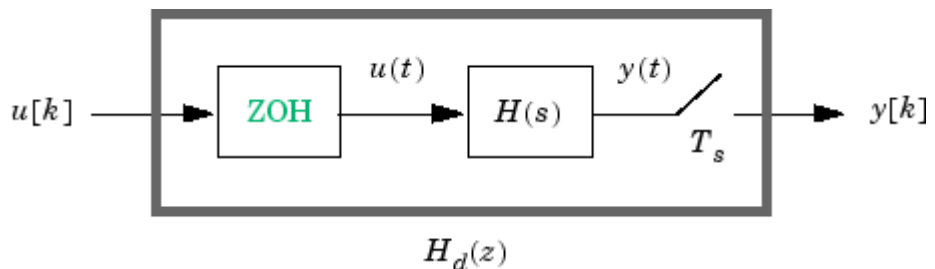 u[k]
ZOH
u(t)
H(s)
y(t)
T_s
y[k]
H_d(z)